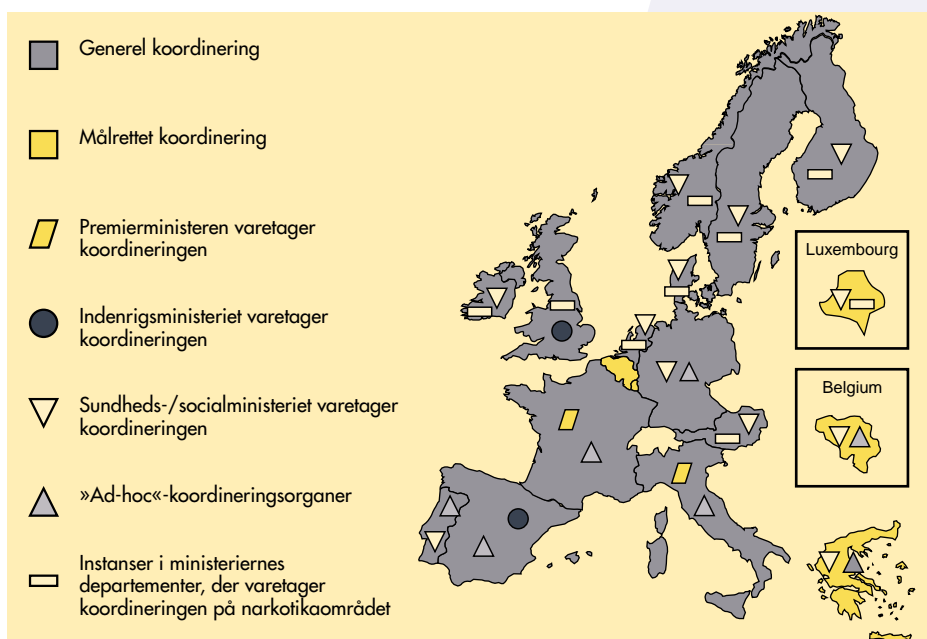 Generel koordinering
Målrettet koordinering
Premierministeren varetager
koordineringen
Indenrigsministeriet varetager
koordineringen
Sundheds-/socialministeriet varetager
koordineringen
»Ad-hoc«-koordineringsorganer
Instanser i ministeriernes
departementer, der varetager
koordineringen på narkotikaområdet
Luxembourg
Belgium